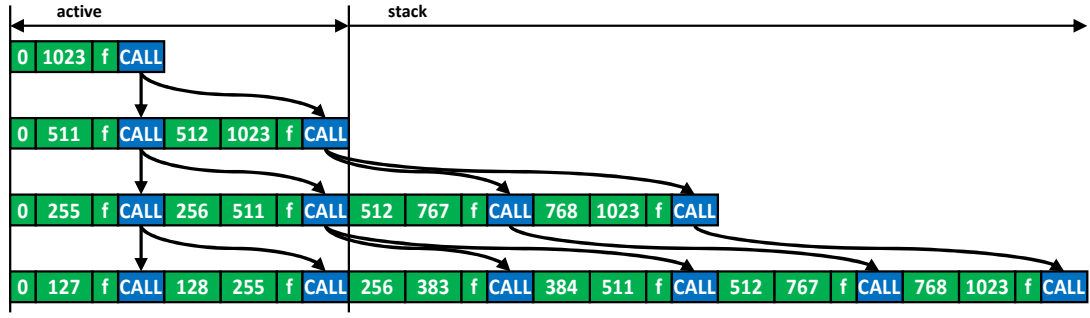 active stack
0 1023 f CALL
0 511 f CALL 512 1023 f CALL
0 255 f CALL 256 511 f CALL 512 767 f CALL 768 1023 f CALL
0 127 f CALL 128 255 f CALL 256 383 f CALL 384 511 f CALL 512 767 f CALL 768 1023 f CALL